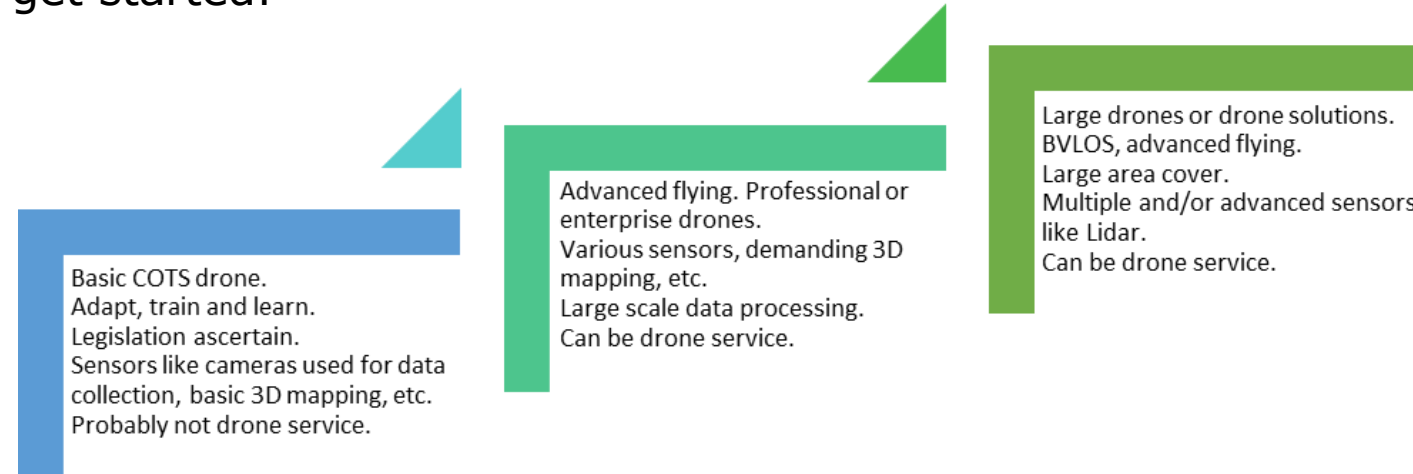 get started.
Basic COTS drone.
Adapt, train and learn.
Legislation ascertain.
Sensors like cameras used for data
collection, basic 3D mapping, etc.
Probably not drone service.
Advanced flying. Professional or
enterprise drones.
Various sensors, demanding 3D
mapping, etc.
Large scale data processing.
Can be drone service.
Large drones or drone solutions.
BVLOS, advanced flying.
Large area cover.
Multiple and/or advanced sensors
like Lidar.
Can be drone service.